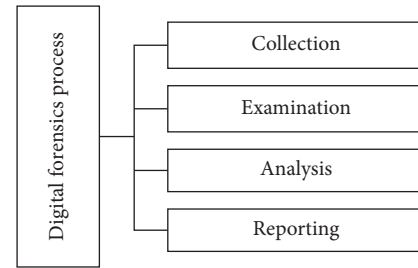 Digital forensics process
Collection
Examination
Analysis
Reporting